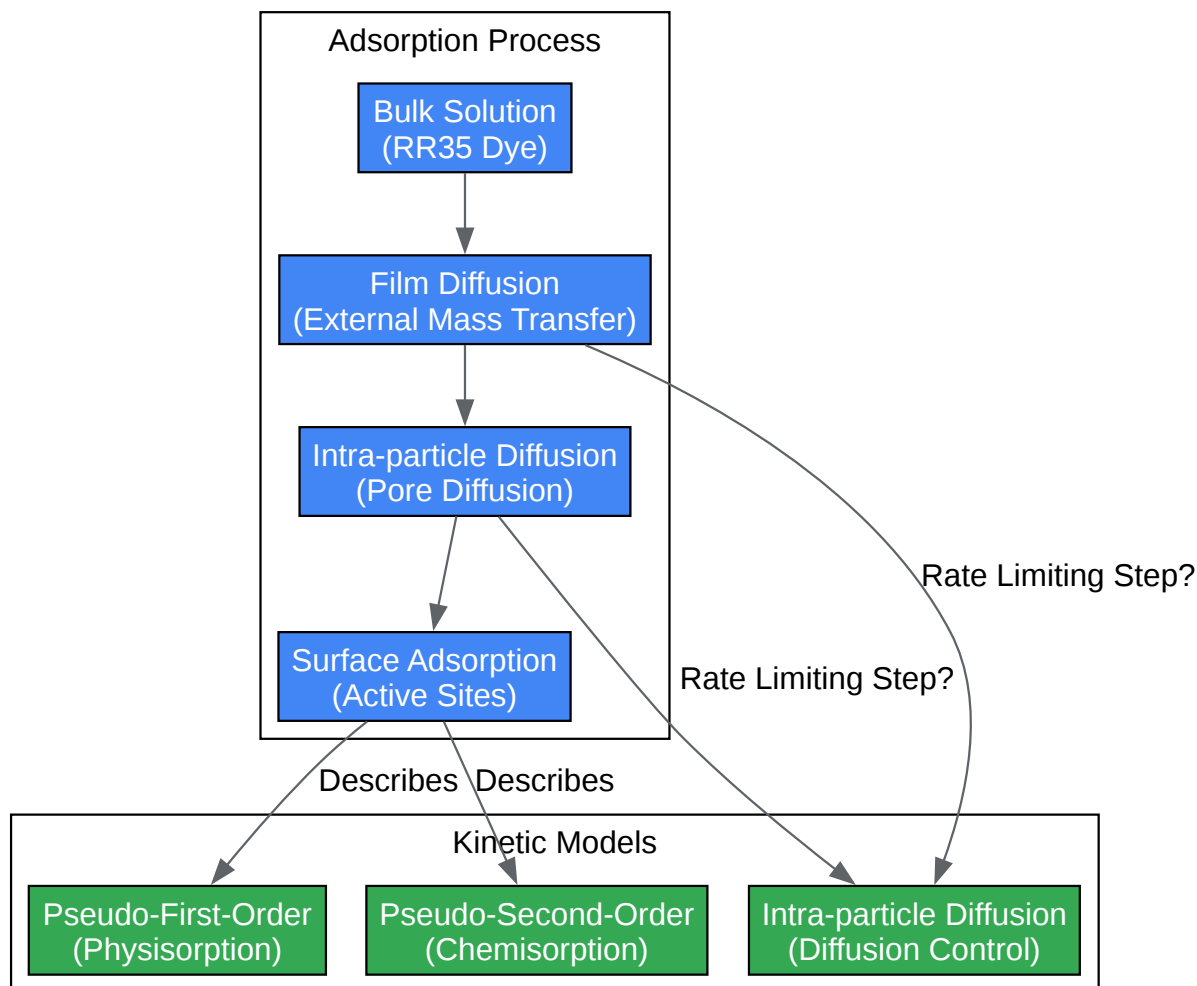 Adsorption Process
Bulk Solution
(RR35 Dye)
Film Diffusion
(External Mass Transfer)
Intra-particle Diffusion
(Pore Diffusion)
Rate Limiting Step?
Surface Adsorption
(Active Sites)
Rate Limiting Step?
Describes
Describes
Kinetic Models
Pseudo-First-Order
(Physisorption)
Pseudo-Second-Order
(Chemisorption)
Intra-particle Diffusion
(Diffusion Control)